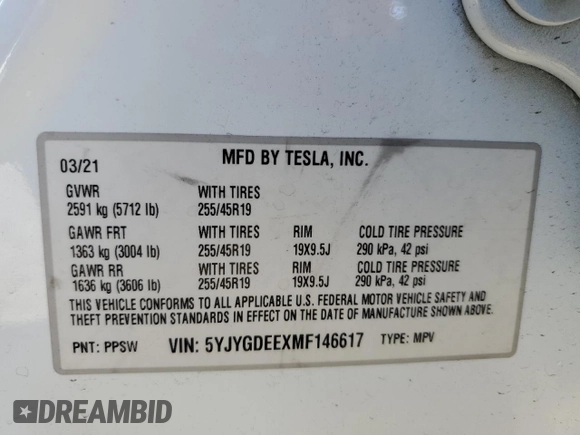 03/21 MFD BY TESLA, INC.
GVWR WITH TIRES
2591 kg (5712 lb) 255/45R19
GAWR FRT WITH TIRES RIM COLD TIRE PRESSURE
1363 kg (3004 lb) 255/45R19 19X9.5J 290 kPa, 42 psi
GAWR RR WITH TIRES RIM COLD TIRE PRESSURE
1636 kg (3606 lb) 255/45R19 19X9.5J 290 kPa, 42 psi
THIS VEHICLE CONFORMS TO ALL APPLICABLE U.S. FEDERAL MOTOR VEHICLE SAFETY AND
THEFT PREVENTION STANDARDS IN EFFECT ON THE DATE OF MANUFACTURE SHOWN ABOVE.
PNT: PPSW VIN: 5YJYGDEEXMF146617 TYPE: MPV
DREAMBID